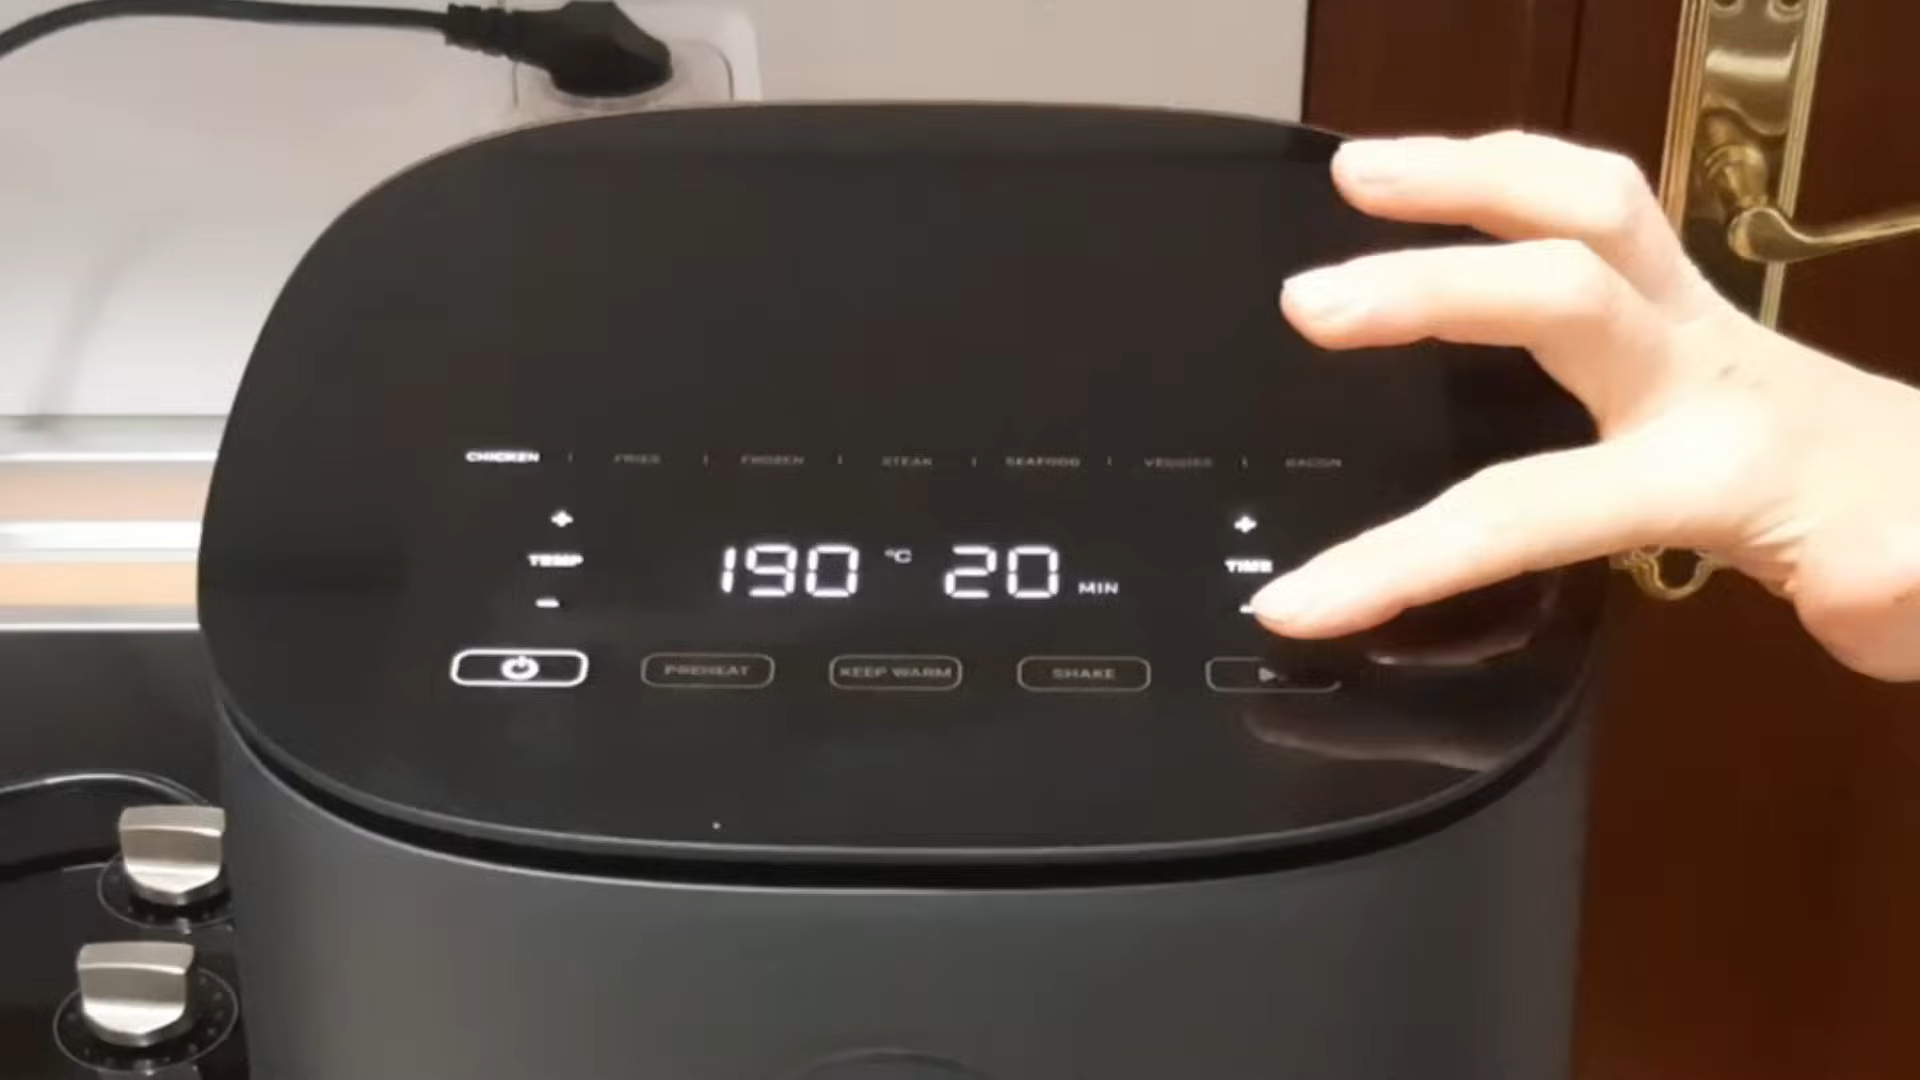 CHICKEN | FRIES | FROZEN | STEAK | SEAFOOD | VEGGIES | BACON
+ +
TEMP 190 °C 20 MIN TIME
- -
PREHEAT KEEP WARM SHAKE